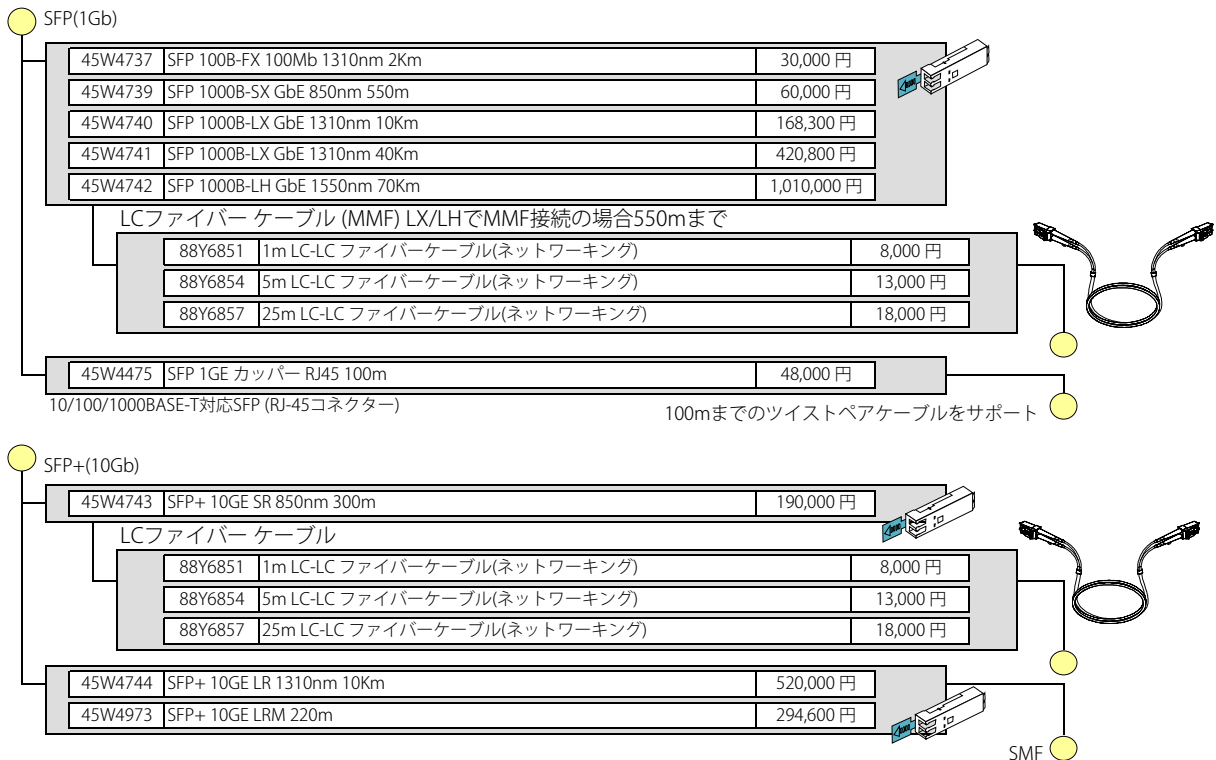 SFP(1Gb)
45W4737 SFP 100B-FX 100Mb 1310nm 2Km 30,000 円
45W4739 SFP 1000B-SX GbE 850nm 550m 60,000 円
45W4740 SFP 1000B-LX GbE 1310nm 10Km 168,300 円
45W4741 SFP 1000B-LX GbE 1310nm 40Km 420,800 円
45W4742 SFP 1000B-LH GbE 1550nm 70Km 1,010,000 円
LCファイバー ケーブル (MMF) LX/LHでMMF接続の場合550mまで
88Y6851 1m LC-LC ファイバーケーブル(ネットワーキング) 8,000 円
88Y6854 5m LC-LC ファイバーケーブル(ネットワーキング) 13,000 円
88Y6857 25m LC-LC ファイバーケーブル(ネットワーキング) 18,000 円
45W4475 SFP 1GE カッパー RJ45 100m 48,000 円
10/100/1000BASE-T対応SFP (RJ-45コネクター)
100mまでのツイストペアケーブルをサポート
SFP+(10Gb)
45W4743 SFP+ 10GE SR 850nm 300m 190,000 円
LCファイバー ケーブル
88Y6851 1m LC-LC ファイバーケーブル(ネットワーキング) 8,000 円
88Y6854 5m LC-LC ファイバーケーブル(ネットワーキング) 13,000 円
88Y6857 25m LC-LC ファイバーケーブル(ネットワーキング) 18,000 円
45W4744 SFP+ 10GE LR 1310nm 10Km 520,000 円
45W4973 SFP+ 10GE LRM 220m 294,600 円
SMF